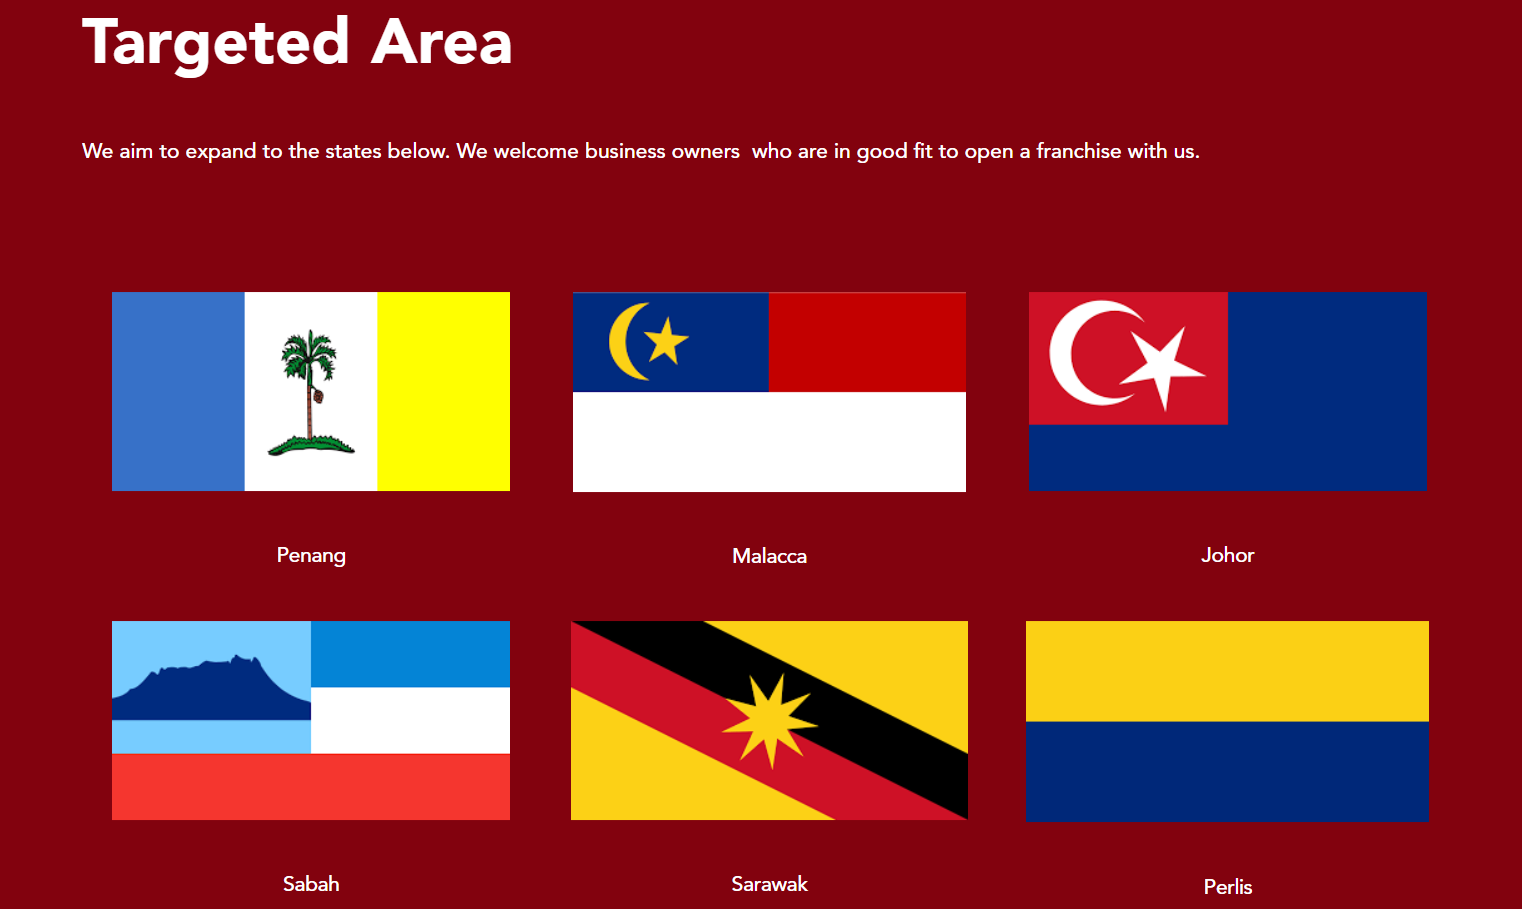 Targeted Area
We aim to expand to the states below. We welcome business owners  who are in good fit to open a franchise with us.
Penang
Malacca
Johor
Sabah
Sarawak
Perlis